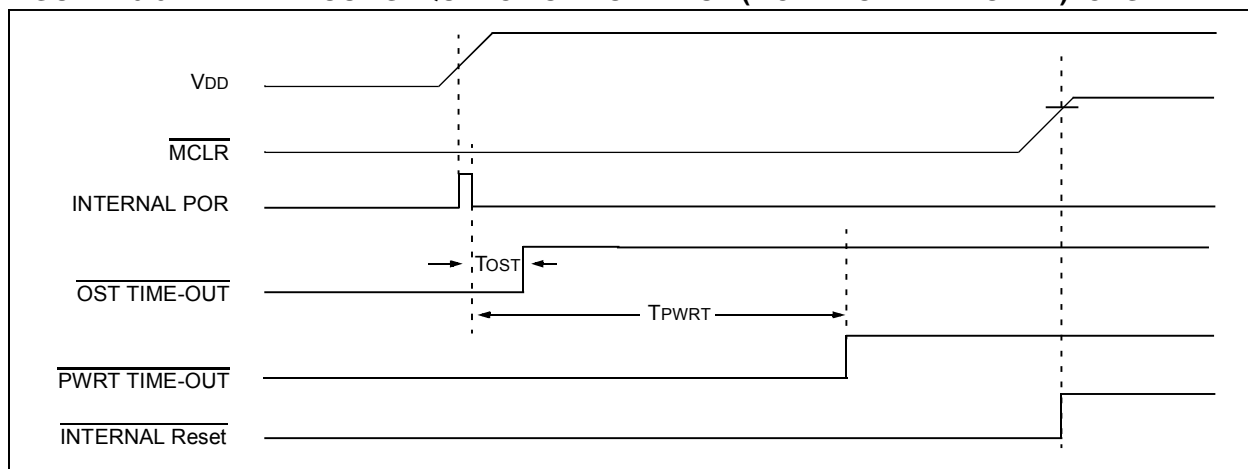 VDD
MCLR
INTERNAL POR
TOST
OST TIME-OUT
TPWRT
PWRT TIME-OUT
INTERNAL Reset